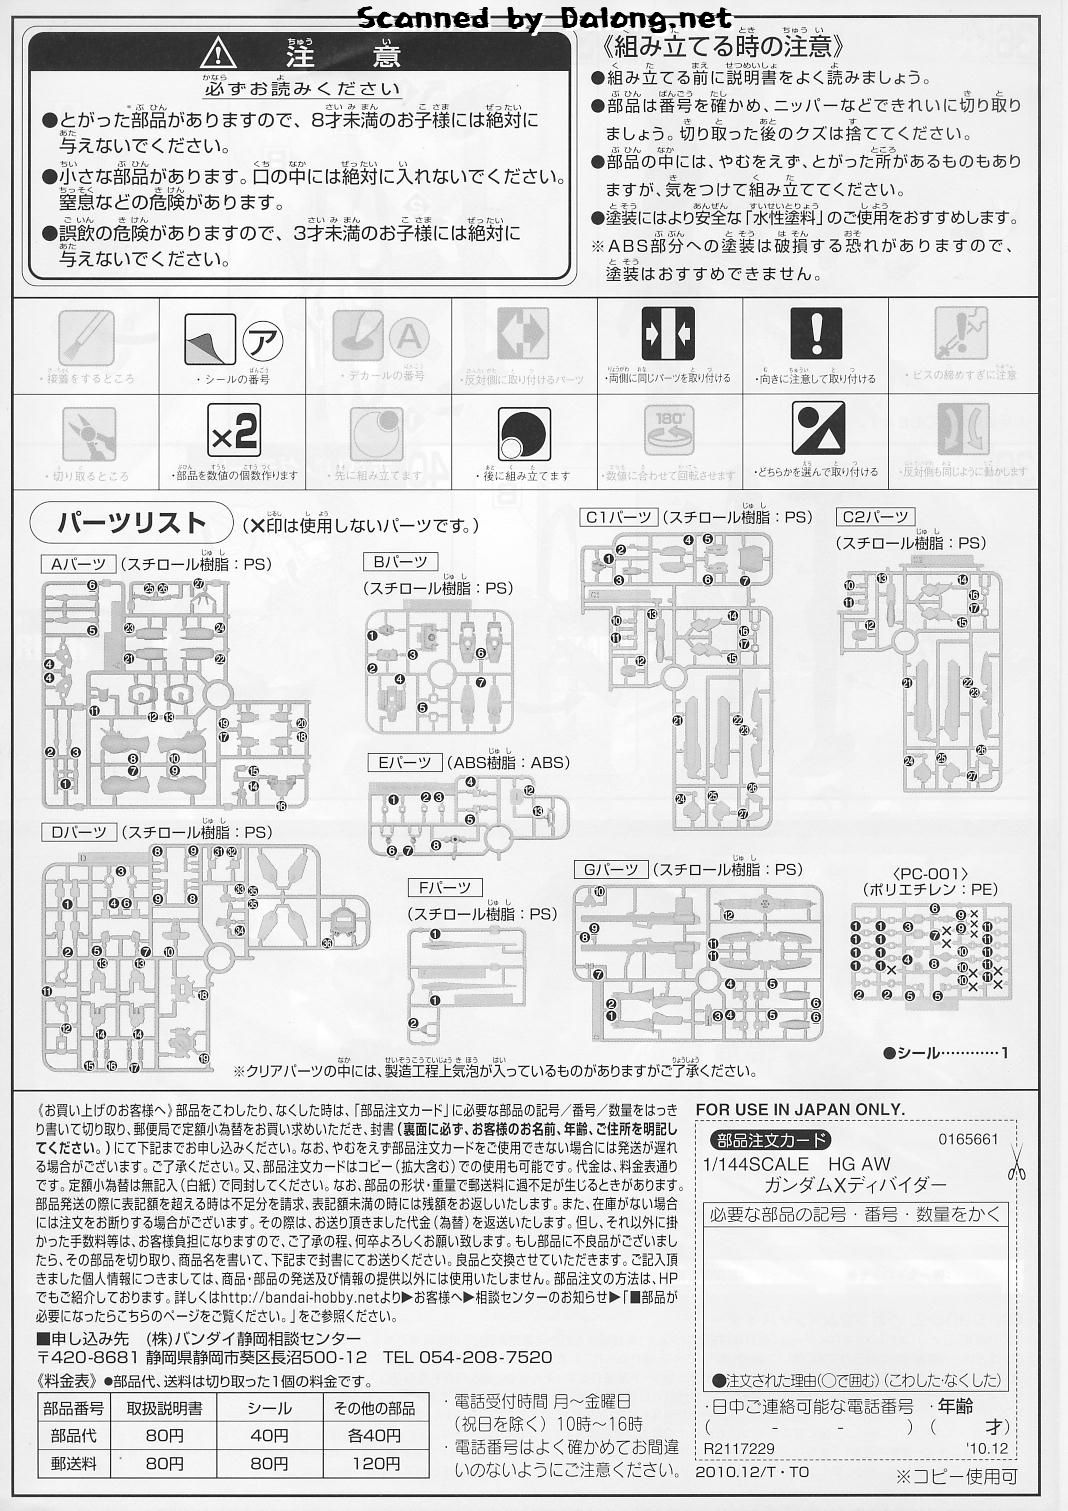 Scanned by Dalong.net
注意
必ずお読みください
●とがった部品がありますので、8才未満のお子様には絶対に
与えないでください。
●小さな部品があります。口の中には絶対に入れないでください。
窒息などの危険があります。
●誤飲の危険がありますので、3才未満のお子様には絶対に
与えないでください。
《組み立てる時の注意》
●組み立てる前に説明書をよく読みましょう。
●部品は番号を確かめ、ニッパーなどできれいに切り取り
ましょう。切り取った後のクズは捨ててください。
●部品の中には、やむをえず、とがった所があるものもあり
ますが、気をつけて組み立ててください。
●塗装にはより安全な「水性塗料」のご使用をおすすめします。
※ABS部分への塗装は破損する恐れがありますので、
塗装はおすすめできません。
・接着をするところ
ア
・シールの番号
A
・デカールの番号
・反対側に取り付けるパーツ
・両側に同じパーツを取り付ける
・向きに注意して取り付ける
・ビスの締めすぎに注意
・切り取るところ
×2
・部品を数値の個数作ります
・先に組み立てます
・後に組み立てます
180°
・数値に合わせて回転させます
・どちらかを選んで取り付ける
・反対側も同じように動かします
パーツリスト
(×印は使用しないパーツです。)
Aパーツ (スチロール樹脂：PS)
Bパーツ
(スチロール樹脂：PS)
C1パーツ (スチロール樹脂：PS)
C2パーツ
(スチロール樹脂：PS)
Dパーツ (スチロール樹脂：PS)
Eパーツ (ABS樹脂：ABS)
Fパーツ
(スチロール樹脂：PS)
Gパーツ (スチロール樹脂：PS)
〈PC-001〉
(ポリエチレン：PE)
●シール…………1
※クリアパーツの中には、製造工程上気泡が入っているものがありますがご了承ください。
《お買い上げのお客様へ》部品をこわしたり、なくした時は、「部品注文カード」に必要な部品の記号／番号／数量をはっき
り書いて切り取り、郵便局で定額小為替をお買い求めいただき、封書(裏面に必ず、お客様のお名前、年齢、ご住所を明記し
てください。)にて下記までお申し込みください。なお、やむをえず部品注文カードをご使用できない場合には発送が遅れ
る場合がございます。ご了承ください。又、部品注文カードはコピー(拡大含む)での使用も可能です。代金は、料金表通り
です。定額小為替は無記入(白紙)で同封してください。なお、部品の形状・重量で郵送料に過不足が生じるときがあります。
部品発送の際に表記額を超える時は不足分を請求、表記額未満の時には残額をお返しいたします。また、在庫がない場合
には注文をお断りする場合がございます。その際は、お送り頂きました代金(為替)を返送いたします。但し、それ以外に掛
かった手数料等は、お客様負担になりますので、ご了承の程、何卒よろしくお願い致します。もし部品に不良品がございまし
たら、その部品を切り取り、商品名を書いて、下記まで封書にてお送りください。良品と交換させていただきます。ご記入頂
きました個人情報につきましては、商品・部品の発送及び情報の提供以外には使用いたしません。部品注文の方法は、HP
でもご紹介しております。詳しくはhttp://bandai-hobby.netより▶お客様へ▶相談センターのお知らせ▶「■部品が
必要になったらこちらのページをご覧ください。」をご参照ください。
■申し込み先 (株)バンダイ静岡相談センター
〒420-8681 静岡県静岡市葵区長沼500-12 TEL 054-208-7520
《料金表》●部品代、送料は切り取った1個の料金です。
部品番号 取扱説明書 シール その他の部品
部品代 80円 40円 各40円
郵送料 80円 80円 120円
・電話受付時間 月～金曜日
(祝日を除く) 10時～16時
・電話番号はよく確かめてお間違
いのないようにご注意ください。
FOR USE IN JAPAN ONLY.
部品注文カード 0165661
1/144SCALE HG AW
ガンダムXディバイダー
必要な部品の記号・番号・数量をかく
●注文された理由(○で囲む)(こわした・なくした)
・日中ご連絡可能な電話番号 ・年齢
( - - ) ( 才)
R2117229 '10.12
2010.12/T・TO ※コピー使用可